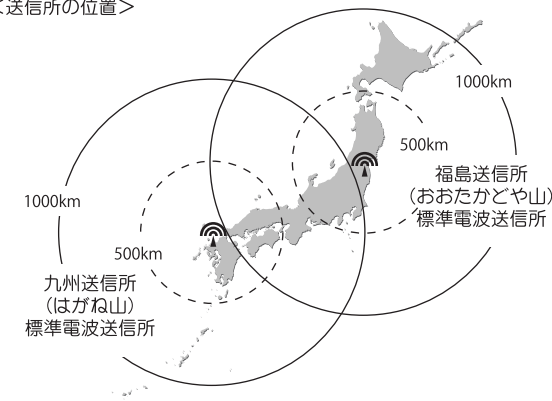 ＜送信所の位置＞
1000km
500km
福島送信所
（おおたかどや山）
標準電波送信所
1000km
500km
九州送信所
（はがね山）
標準電波送信所